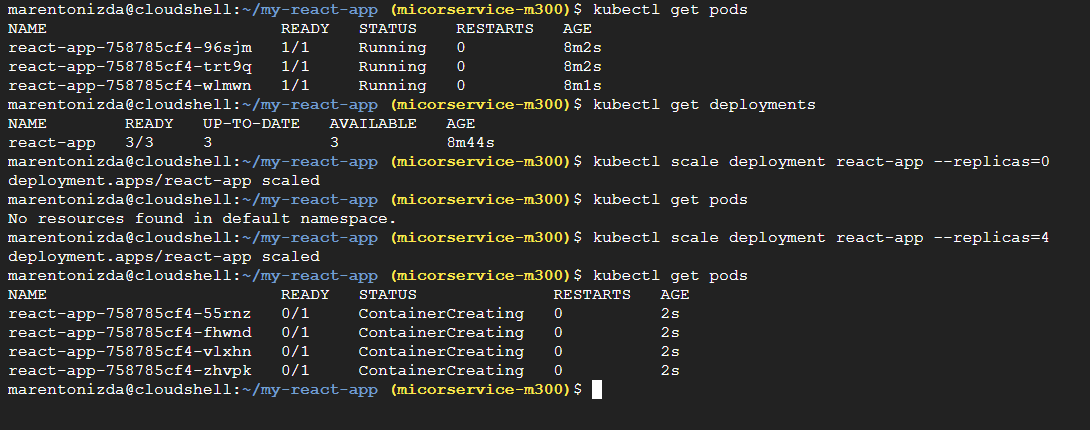 marentonizda@cloudshell:~/my-react-app (micorservice-m300)$ kubectl get pods
NAME                        READY   STATUS    RESTARTS   AGE
react-app-758785cf4-96sjm   1/1     Running   0          8m2s
react-app-758785cf4-trt9q   1/1     Running   0          8m2s
react-app-758785cf4-wlmwn   1/1     Running   0          8m1s
marentonizda@cloudshell:~/my-react-app (micorservice-m300)$ kubectl get deployments
NAME        READY   UP-TO-DATE   AVAILABLE   AGE
react-app   3/3     3            3           8m44s
marentonizda@cloudshell:~/my-react-app (micorservice-m300)$ kubectl scale deployment react-app --replicas=0
deployment.apps/react-app scaled
marentonizda@cloudshell:~/my-react-app (micorservice-m300)$ kubectl get pods
No resources found in default namespace.
marentonizda@cloudshell:~/my-react-app (micorservice-m300)$ kubectl scale deployment react-app --replicas=4
deployment.apps/react-app scaled
marentonizda@cloudshell:~/my-react-app (micorservice-m300)$ kubectl get pods
NAME                        READY   STATUS              RESTARTS   AGE
react-app-758785cf4-55rnz   0/1     ContainerCreating   0          2s
react-app-758785cf4-fhwnd   0/1     ContainerCreating   0          2s
react-app-758785cf4-vlxhn   0/1     ContainerCreating   0          2s
react-app-758785cf4-zhvpk   0/1     ContainerCreating   0          2s
marentonizda@cloudshell:~/my-react-app (micorservice-m300)$